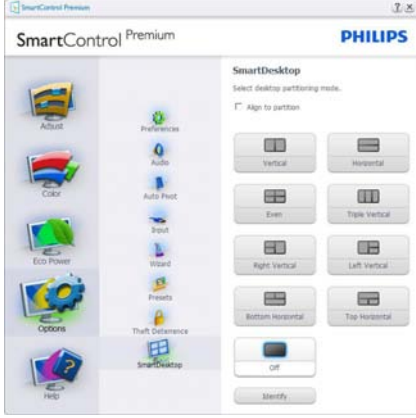 SmartControl Premium
SmartControl Premium
PHILIPS
Adjust
Color
Eco Power
Options
Help
Preferences
Audio
Auto Pivot
Input
Wizard
Presets
Theft Deterrence
SmartDesktop
SmartDesktop
Select desktop partitioning mode.
Align to partition
Vertical
Horizontal
Even
Triple Vertical
Right Vertical
Left Vertical
Bottom Horizontal
Top Horizontal
Off
Identify